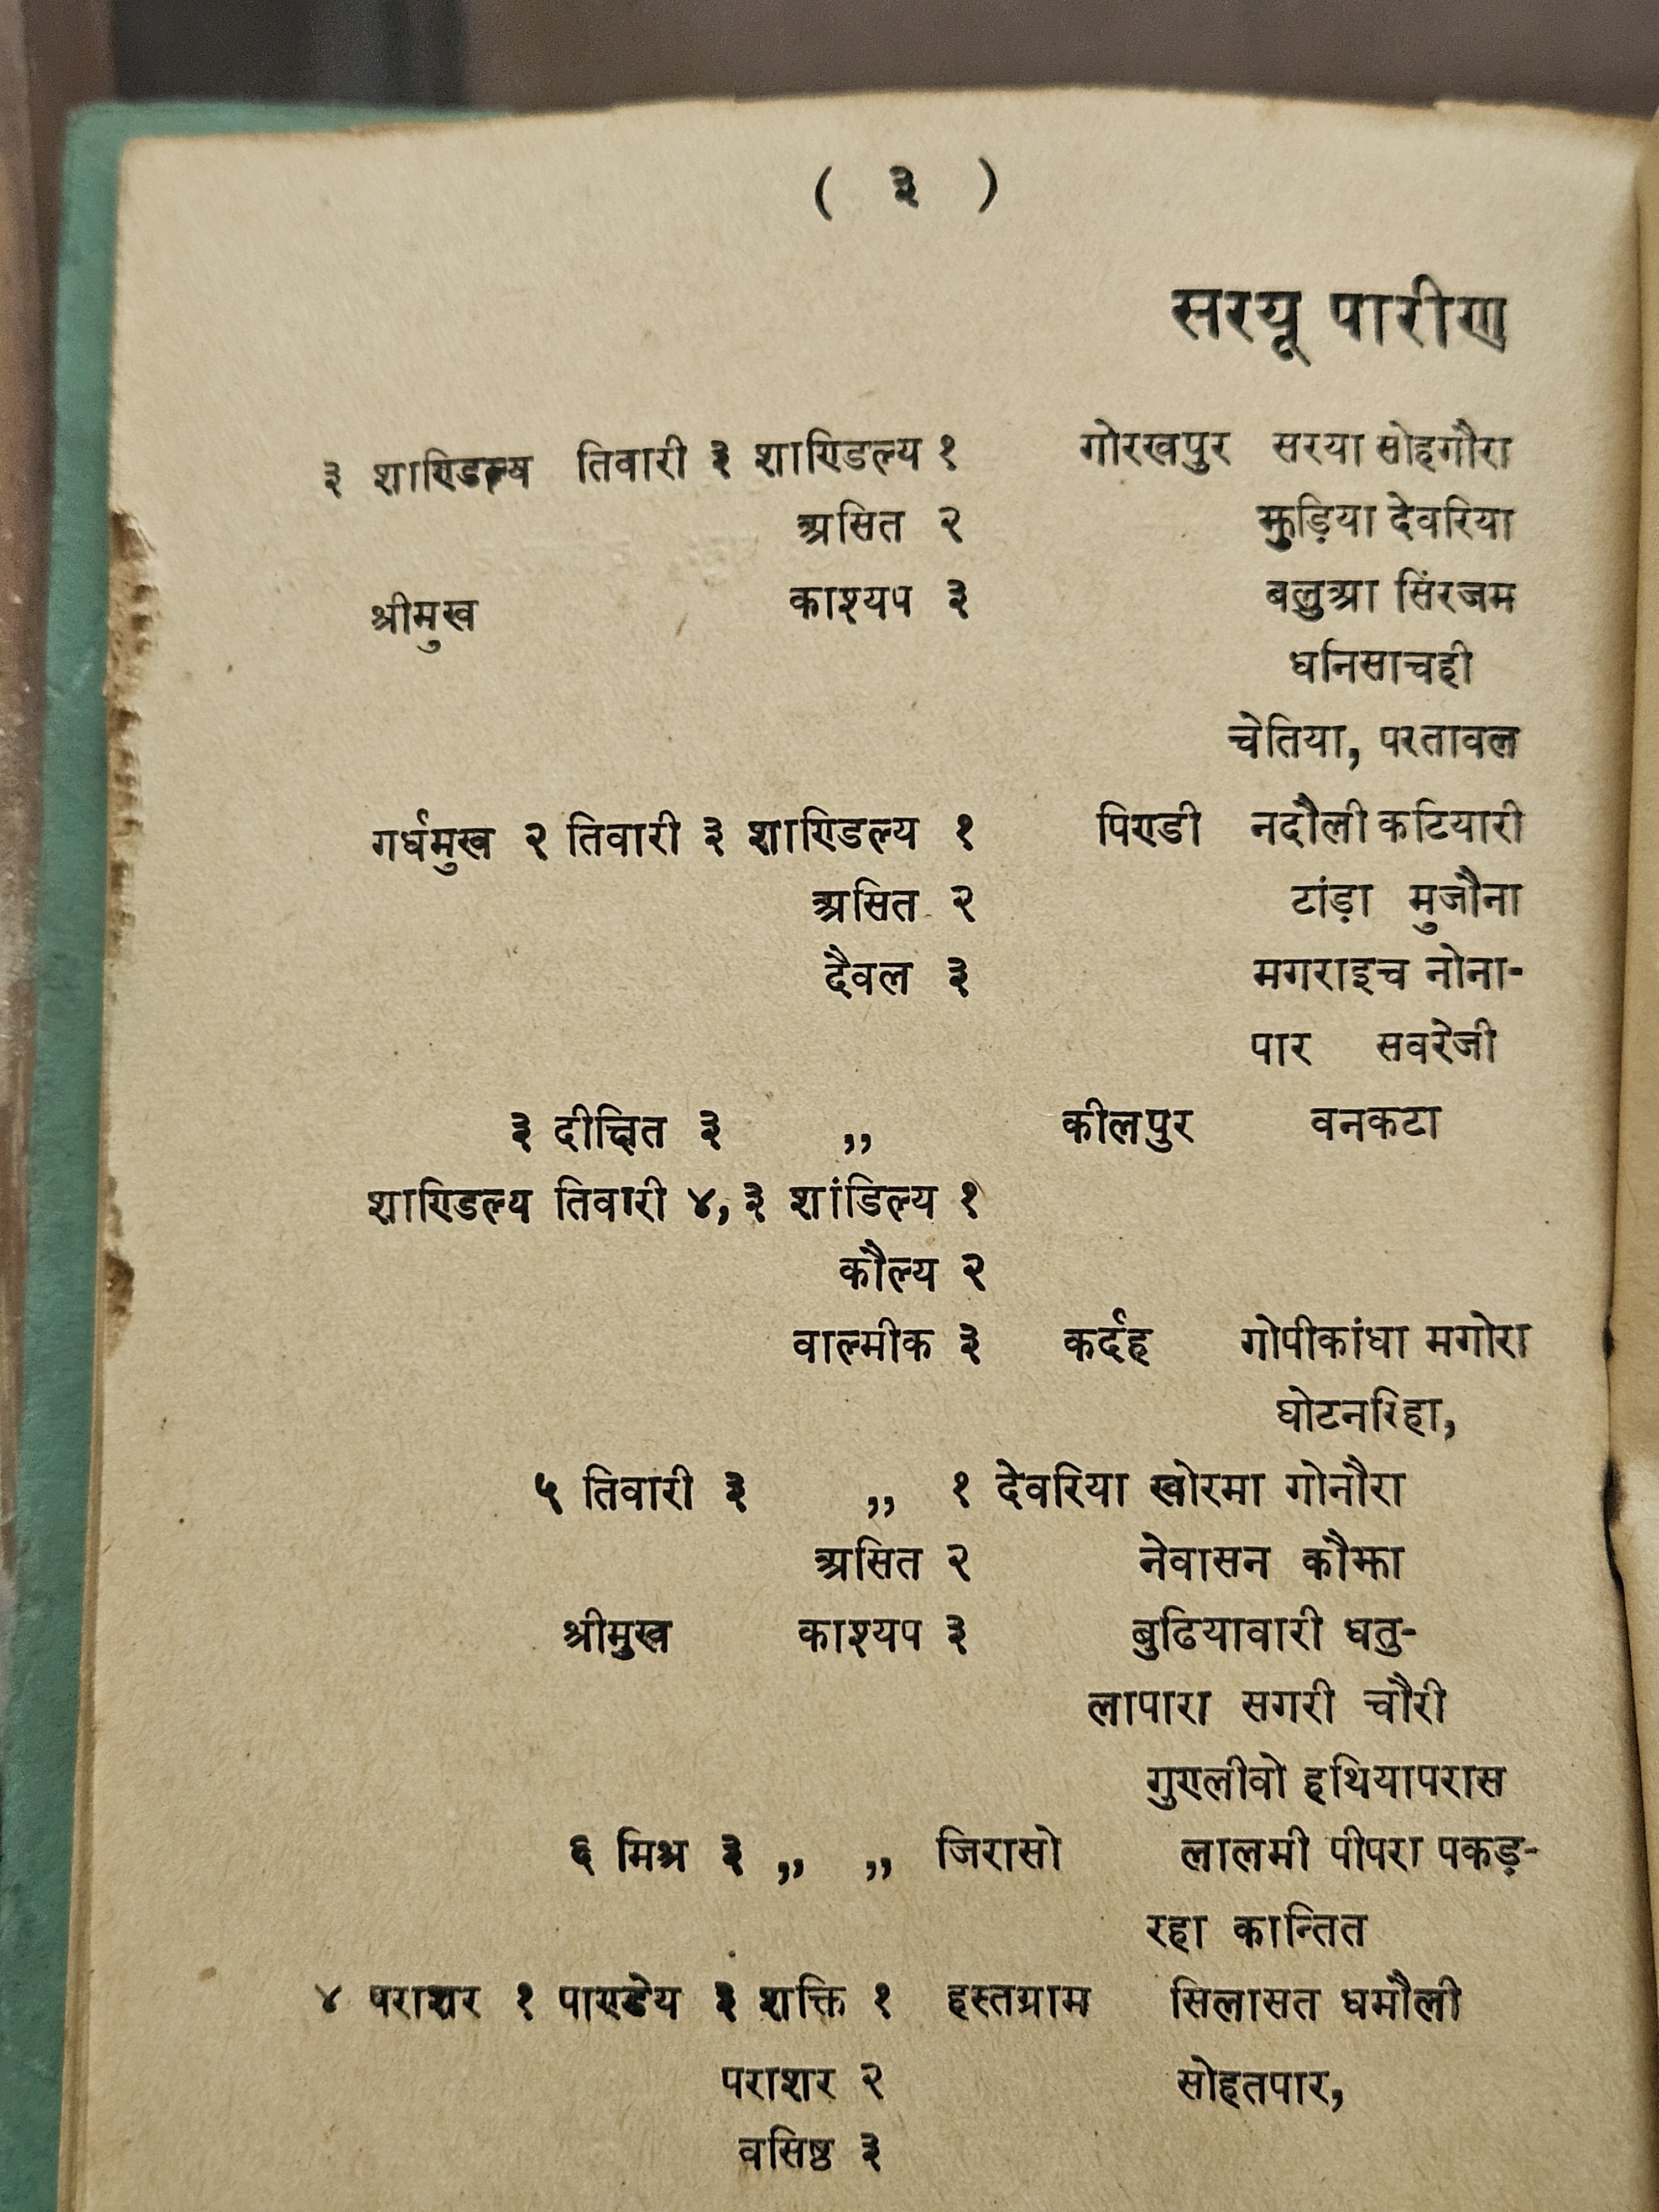 ( ३ )
सरयू पारीण
३ शाण्डिल्य तिवारी ३ शाण्डिल्य १ गोरखपुर सरया सोहगौरा
असित २ झुड़िया देवरिया
श्रीमुख काश्यप ३ बलुआ सिंरजम
धानसाचही
चेतिया, परतावल
गर्धमुख २ तिवारी ३ शाण्डिल्य १ पिण्डी नदौली कटियारी
असित २ टांड़ा मुजौना
दैवल ३ मगराइच नोना-
पार सवरेजी
३ दीक्षित ३ ,, कीलपुर वनकटा
शाण्डिल्य तिवारी ४, ३ शांडिल्य १
कौल्य २
वाल्मीक ३ कर्दह गोपीकांधा मगोरा
घोटनरिहा,
५ तिवारी ३ ,, १ देवरिया खोरमा गोनौरा
असित २ नेवासन कौझा
श्रीमुख काश्यप ३ बुढियावारी धतु-
लापारा सगरी चौरी
गुणलीवो हथियापरास
६ मिश्र ३ ,, ,, जिरासो लालमी पीपरा पकड़-
रहा कान्तित
४ पराशर १ पाण्डेय ३ शक्ति १ हस्तग्राम सिलासत धमौली
पराशर २ सोहतपार,
वसिष्ठ ३